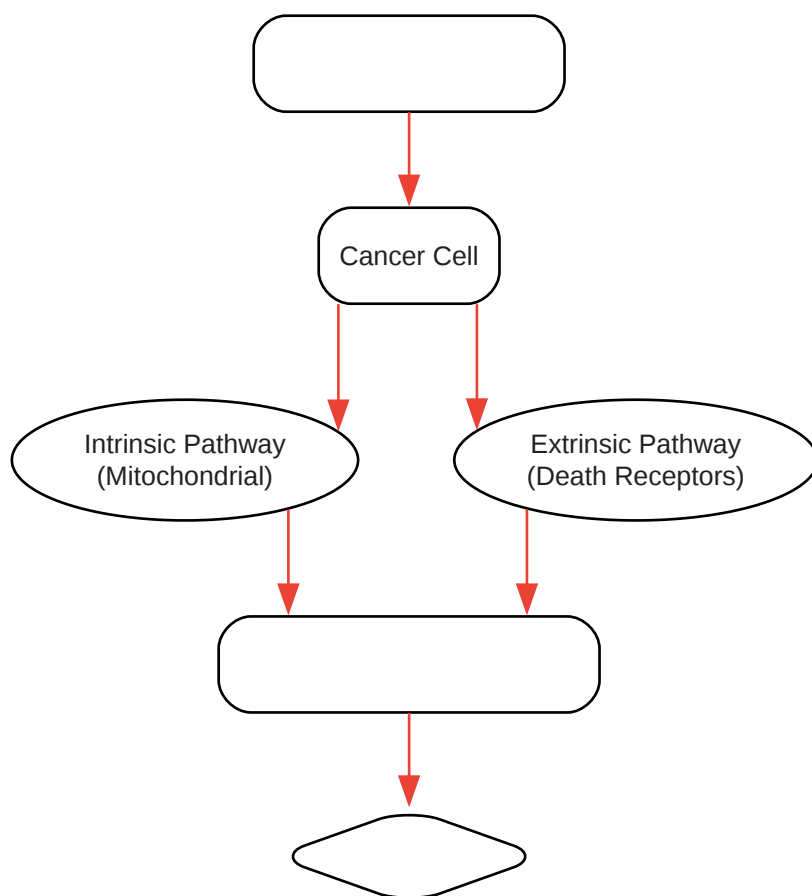 Cancer Cell
Intrinsic Pathway
(Mitochondrial)
Extrinsic Pathway
(Death Receptors)